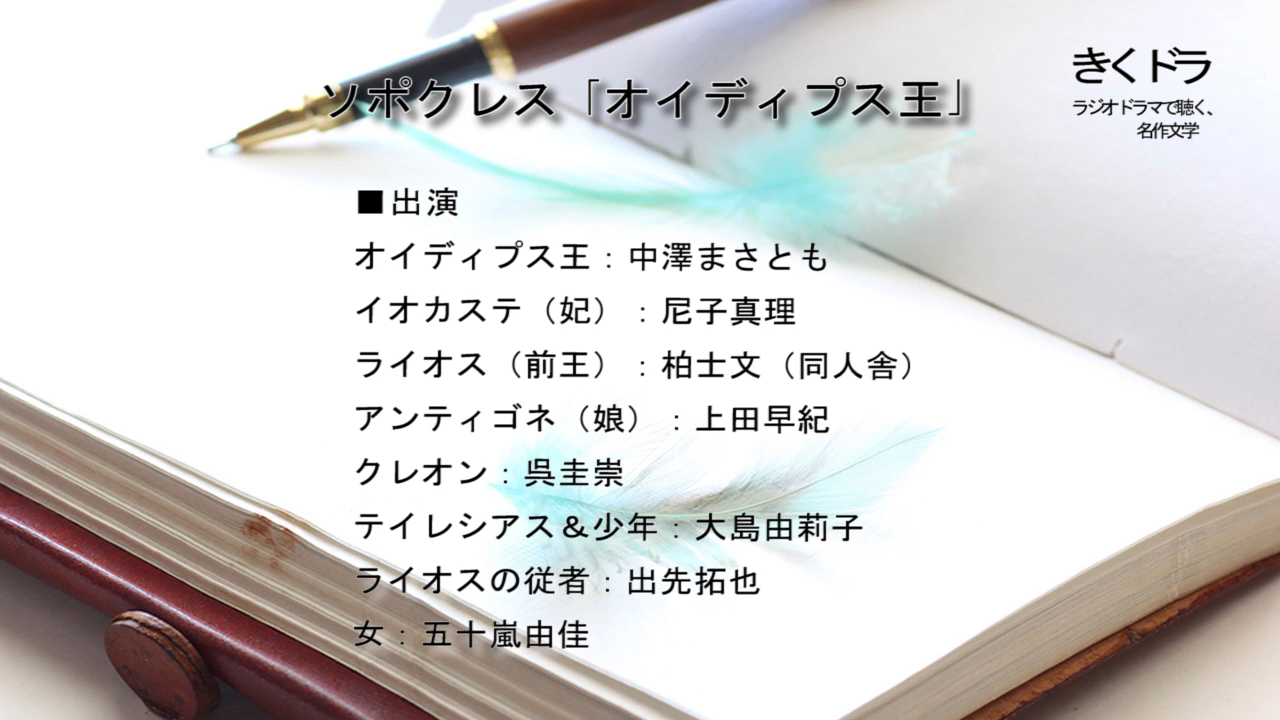 ソポクレス「オイディプス王」
きくドラ
ラジオドラマで聴く、
名作文学
■出演
オイディプス王：中澤まさとも
イオカステ（妃）：尼子真理
ライオス（前王）：柏士文（同人舎）
アンティゴネ（娘）：上田早紀
クレオン：呉圭崇
テイレシアス＆少年：大島由莉子
ライオスの従者：出先拓也
女：五十嵐由佳